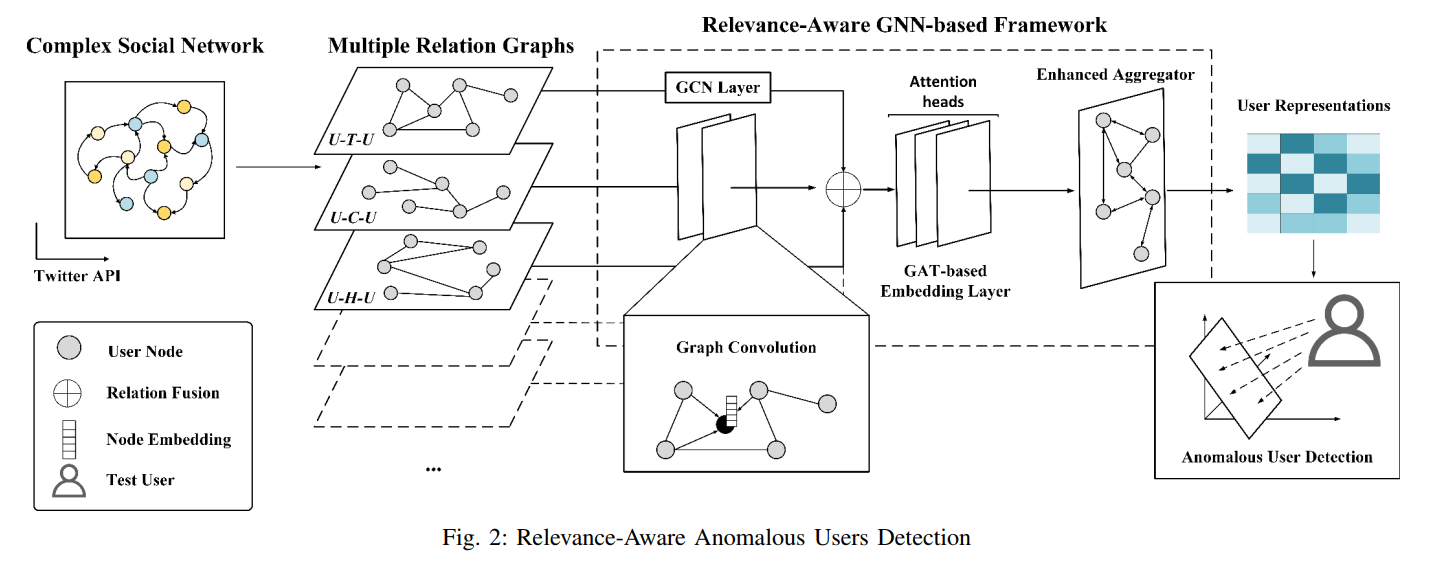 Relevance-Aware GNN-based Framework
Complex Social Network
Multiple Relation Graphs
Twitter API
U-T-U
U-C-U
U-H-U
...
GCN Layer
Attention
heads
GAT-based
Embedding Layer
Enhanced Aggregator
User Representations
Graph Convolution
Anomalous User Detection
User Node
Relation Fusion
Node Embedding
Test User
Fig. 2: Relevance-Aware Anomalous Users Detection